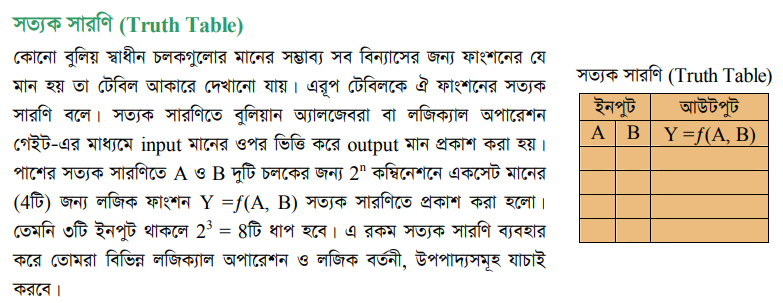 সত্যক সারণি (Truth Table)
কোনো বুলিয় স্বাধীন চলকগুলোর মানের সম্ভাব্য সব বিন্যাসের জন্য ফাংশনের যে
মান হয় তা টেবিল আকারে দেখানো যায়। এরূপ টেবিলকে ঐ ফাংশনের সত্যক
সারণি বলে। সত্যক সারণিতে বুলিয়ান অ্যালজেবরা বা লজিক্যাল অপারেশন
গেইট-এর মাধ্যমে input মানের ওপর ভিত্তি করে output মান প্রকাশ করা হয়।
পাশের সত্যক সারণিতে A ও B দুটি চলকের জন্য 2ⁿ কম্বিনেশনে একসেট মানের
(4টি) জন্য লজিক ফাংশন Y =f(A, B) সত্যক সারণিতে প্রকাশ করা হলো।
তেমনি ৩টি ইনপুট থাকলে 2³ = 8টি ধাপ হবে। এ রকম সত্যক সারণি ব্যবহার
করে তোমরা বিভিন্ন লজিক্যাল অপারেশন ও লজিক বর্তনী, উপপাদ্যসমূহ যাচাই
করবে।
সত্যক সারণি (Truth Table)
ইনপুট আউটপুট
A B Y =f(A, B)